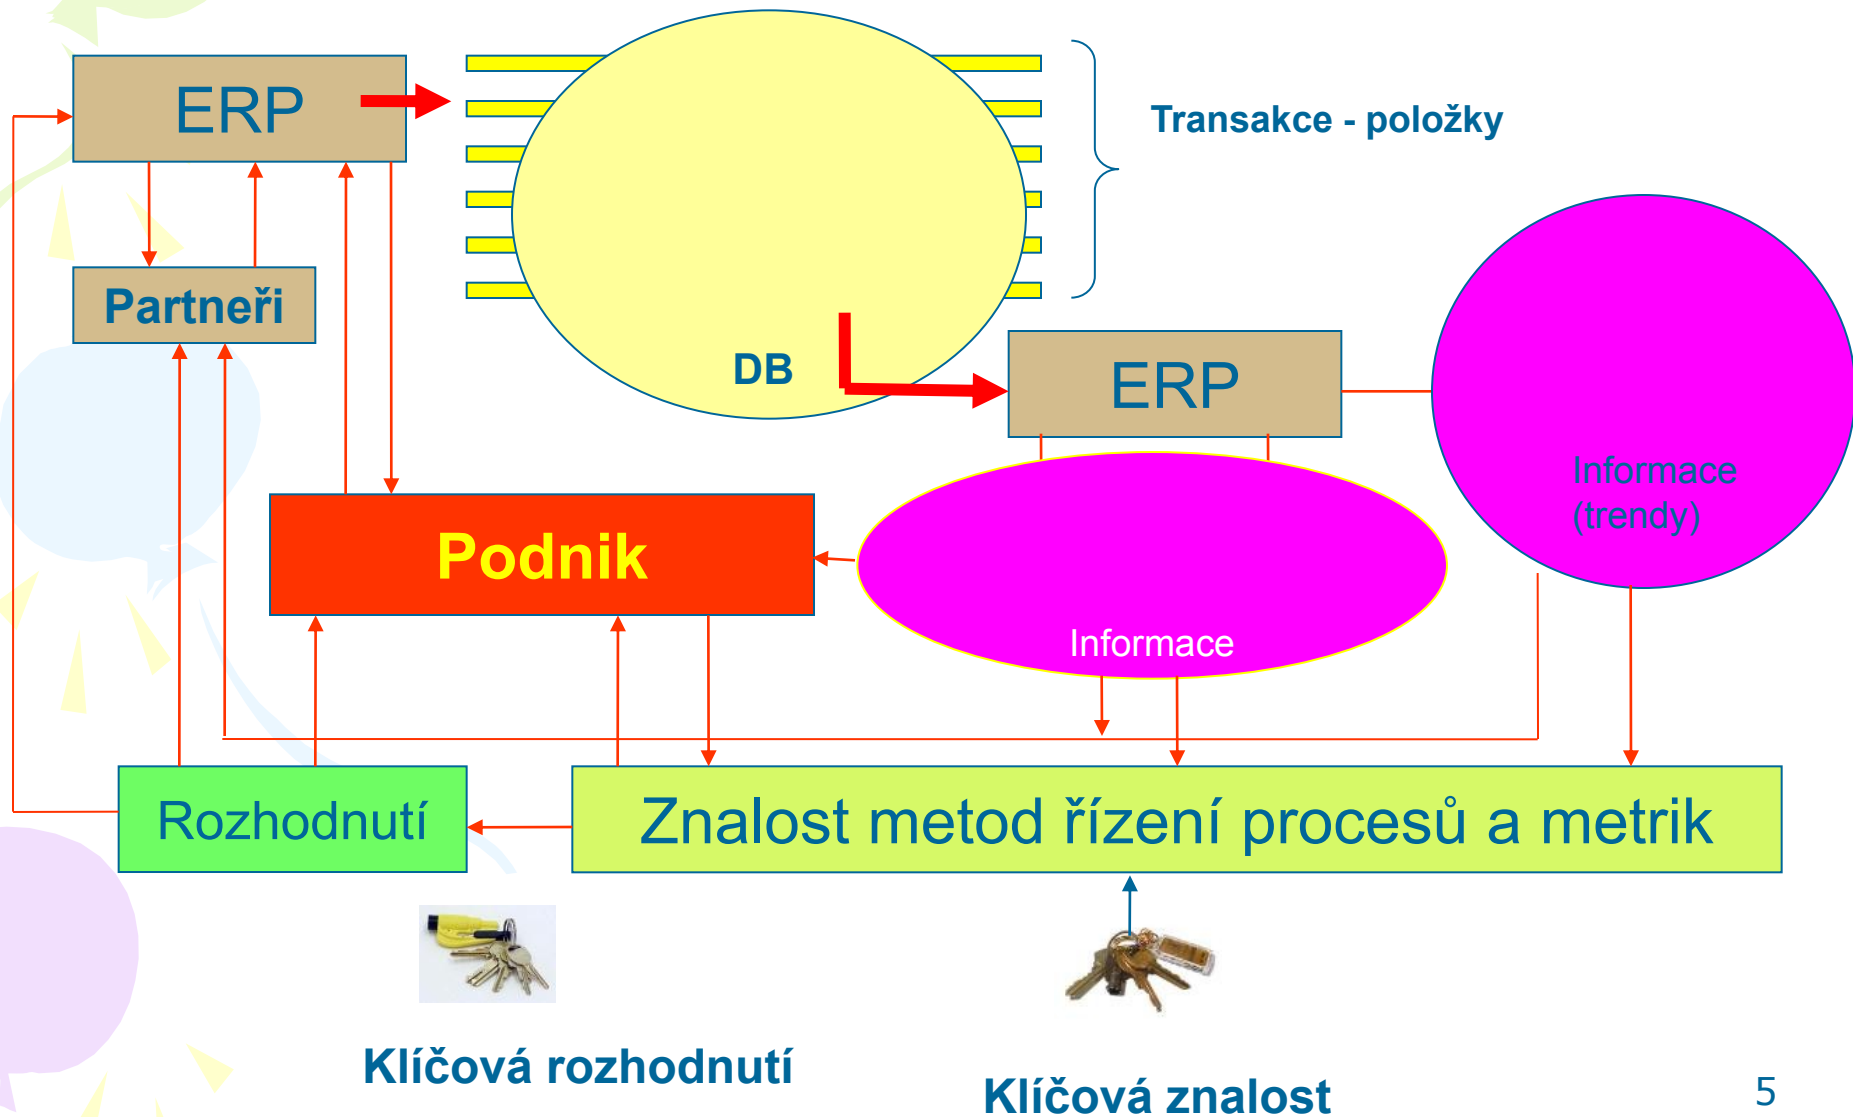 ERP
Transakce - položky
Partneři
DB
ERP
Informace
(trendy)
Podnik
Informace
Rozhodnutí
Znalost metod řízení procesů a metrik
Klíčová rozhodnutí
Klíčová znalost
5